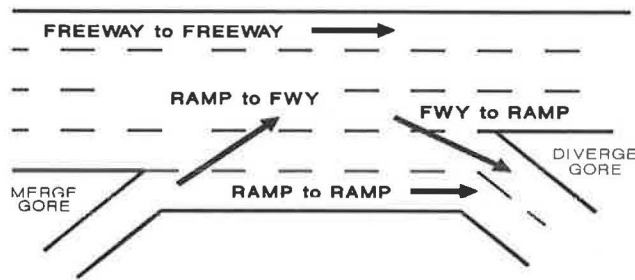 FREEWAY to FREEWAY
RAMP to FWY
FWY to RAMP
MERGE
GORE
DIVERGE
GORE
RAMP to RAMP